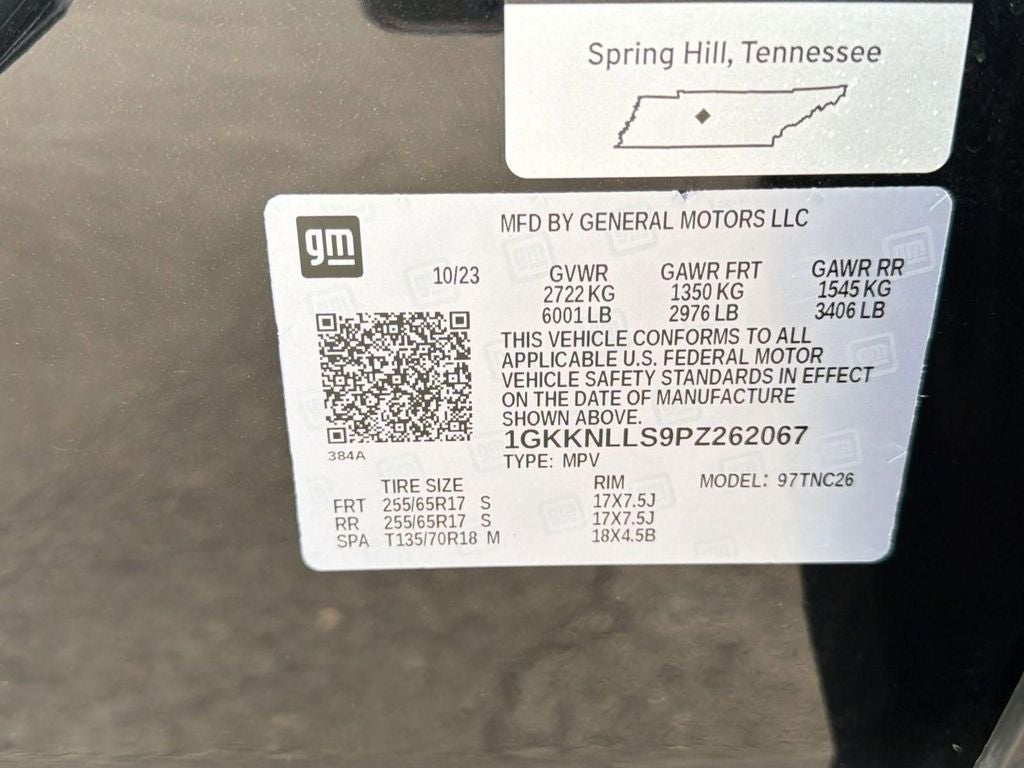 Spring Hill, Tennessee
gm
MFD BY GENERAL MOTORS LLC
10/23
GVWR GAWR FRT GAWR RR
2722 KG 1350 KG 1545 KG
6001 LB 2976 LB 3406 LB
THIS VEHICLE CONFORMS TO ALL
APPLICABLE U.S. FEDERAL MOTOR
VEHICLE SAFETY STANDARDS IN EFFECT
ON THE DATE OF MANUFACTURE
SHOWN ABOVE.
1GKKNLLS9PZ262067
384A
TYPE: MPV
TIRE SIZE RIM MODEL: 97TNC26
FRT 255/65R17 S 17X7.5J
RR 255/65R17 S 17X7.5J
SPA T135/70R18 M 18X4.5B